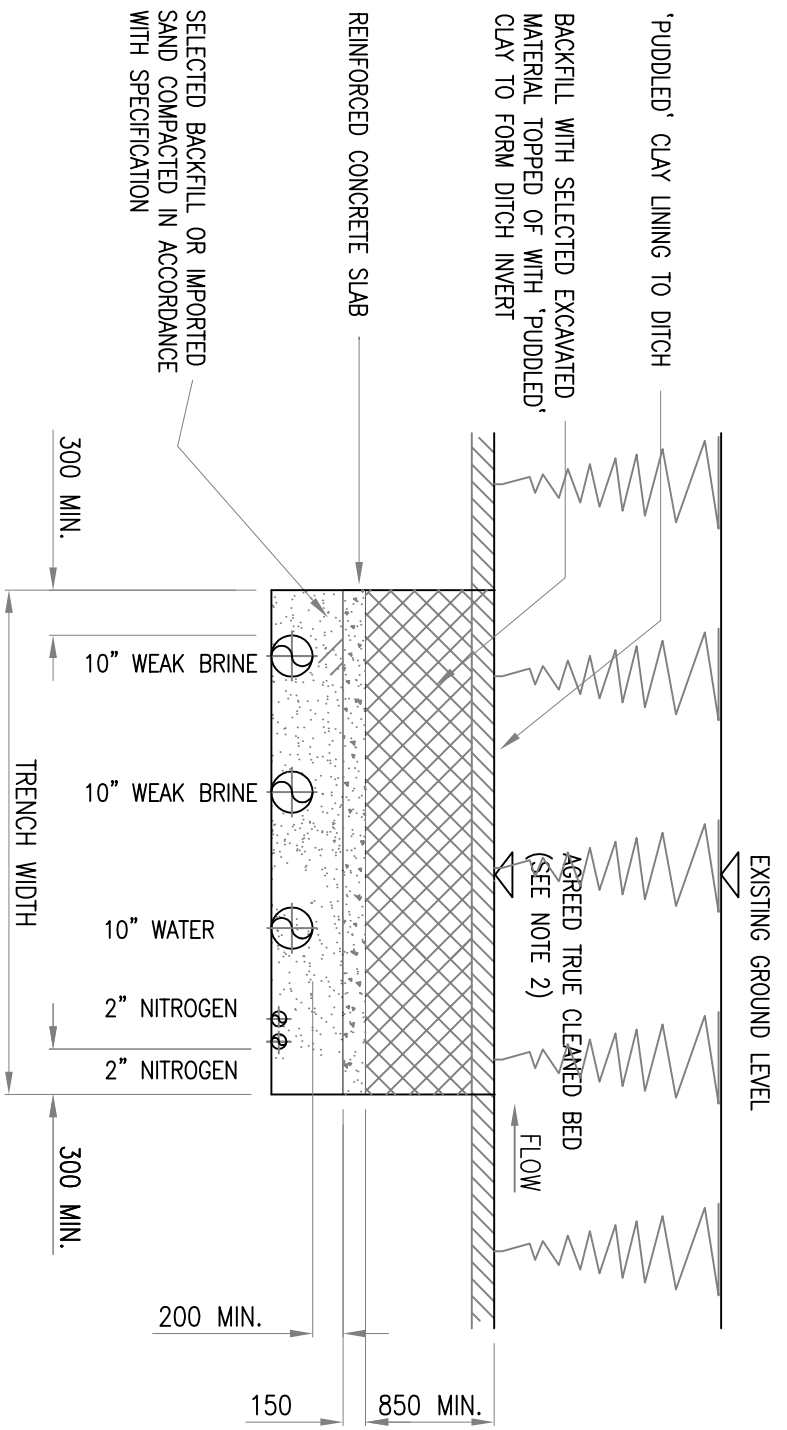 EXISTING GROUND LEVEL
'PUDDLED' CLAY LINING TO DITCH
BACKFILL WITH SELECTED EXCAVATED
MATERIAL TOPPED OF WITH 'PUDDLED'
CLAY TO FORM DITCH INVERT
AGREED TRUE CLEANED BED
(SEE NOTE 2)
FLOW
REINFORCED CONCRETE SLAB
SELECTED BACKFILL OR IMPORTED
SAND COMPACTED IN ACCORDANCE
WITH SPECIFICATION
850 MIN.
150
200 MIN.
300 MIN.
10" WEAK BRINE
10" WEAK BRINE
10" WATER
2" NITROGEN
2" NITROGEN
300 MIN.
TRENCH WIDTH